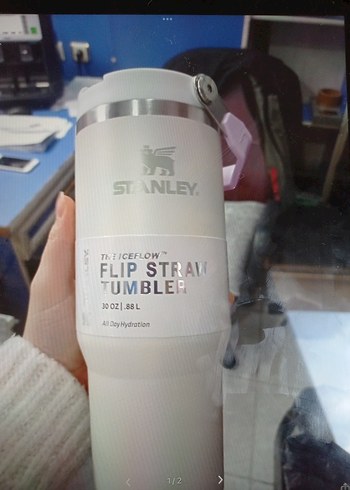 STANLEY.
THE ICEFLOW™
FLIP STRAW
TUMBLER
30 OZ | .88 L
All Day Hydration
1/2